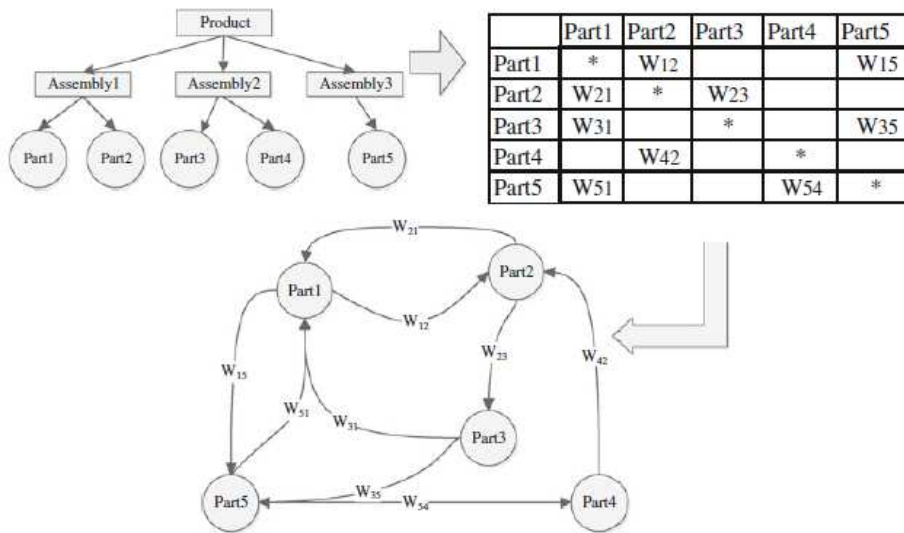 Product
Assembly1 Assembly2 Assembly3
Part1 Part2 Part3 Part4 Part5
Part1 Part2 Part3 Part4 Part5
Part1 * W12 W15
Part2 W21 * W23
Part3 W31 * W35
Part4 W42 *
Part5 W51 W54 *
W21
Part1
Part2
W12
W23
W42
W15
W51
W31
Part3
W35
Part5
W54
Part4